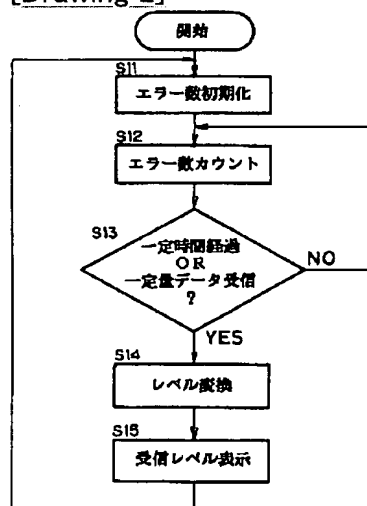 開始
S11
エラー数初期化
S12
エラー数カウント
S13
一定時間経過
OR
一定量データ受信
?
NO
YES
S14
レベル変換
S15
受信レベル表示